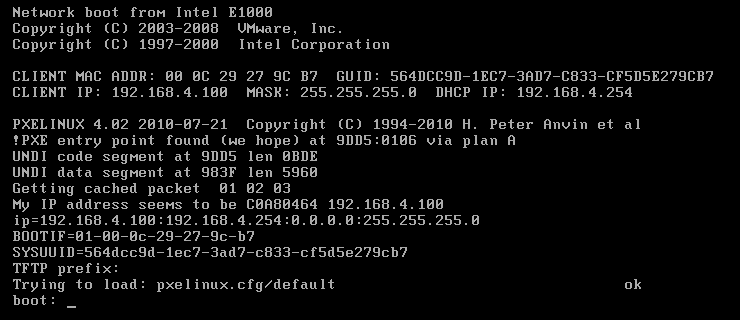 Network boot from Intel E1000
Copyright (C) 2003-2008  VMware, Inc.
Copyright (C) 1997-2000  Intel Corporation
CLIENT MAC ADDR: 00 0C 29 27 9C B7  GUID: 564DCC9D-1EC7-3AD7-C833-CF5D5E279CB7
CLIENT IP: 192.168.4.100  MASK: 255.255.255.0  DHCP IP: 192.168.4.254
PXELINUX 4.02 2010-07-21  Copyright (C) 1994-2010 H. Peter Anvin et al
!PXE entry point found (we hope) at 9DD5:0106 via plan A
UNDI code segment at 9DD5 len 0BDE
UNDI data segment at 983F len 5960
Getting cached packet  01 02 03
My IP address seems to be C0A80464 192.168.4.100
ip=192.168.4.100:192.168.4.254:0.0.0.0:255.255.255.0
BOOTIF=01-00-0c-29-27-9c-b7
SYSUUID=564dcc9d-1ec7-3ad7-c833-cf5d5e279cb7
TFTP prefix:
Trying to load: pxelinux.cfg/default                                    ok
boot: _